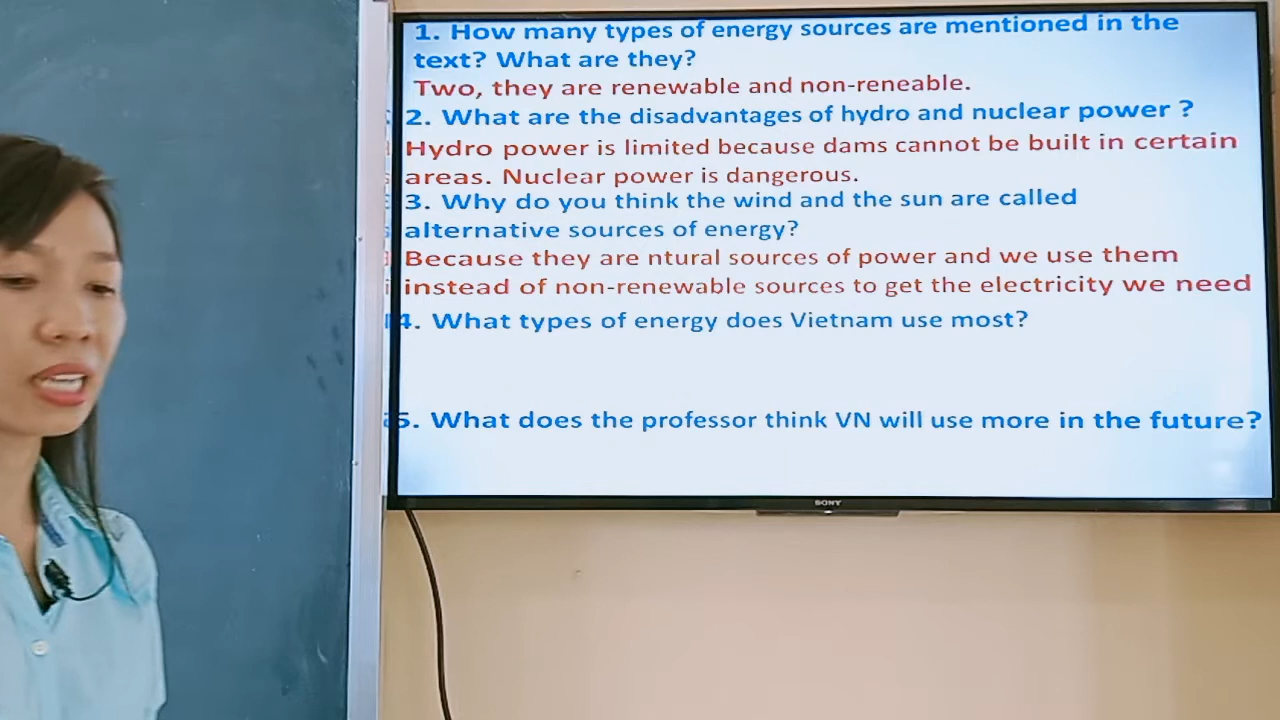 1. How many types of energy sources are mentioned in the
text? What are they?
Two, they are renewable and non-reneable.
2. What are the disadvantages of hydro and nuclear power ?
Hydro power is limited because dams cannot be built in certain
areas. Nuclear power is dangerous.
3. Why do you think the wind and the sun are called
alternative sources of energy?
Because they are ntural sources of power and we use them
instead of non-renewable sources to get the electricity we need
4. What types of energy does Vietnam use most?
5. What does the professor think VN will use more in the future?
SONY